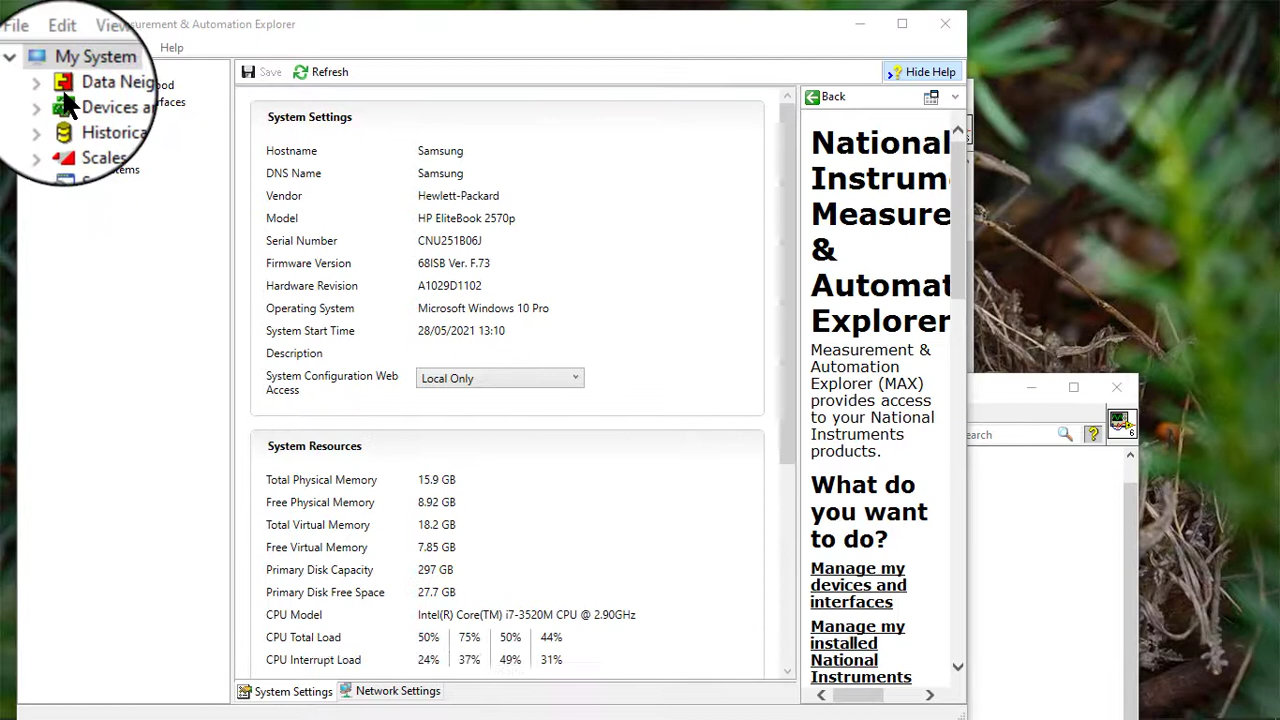 File Edit View
Measurement & Automation Explorer
Help
My System
Data Neig
ood
Devices a
rfaces
Historica
Scales
tems
Save Refresh
Hide Help
System Settings
Hostname Samsung
DNS Name Samsung
Vendor Hewlett-Packard
Model HP EliteBook 2570p
Serial Number CNU251B06J
Firmware Version 68ISB Ver. F.73
Hardware Revision A1029D1102
Operating System Microsoft Windows 10 Pro
System Start Time 28/05/2021 13:10
Description
System Configuration Web
Access
Local Only
System Resources
Total Physical Memory 15.9 GB
Free Physical Memory 8.92 GB
Total Virtual Memory 18.2 GB
Free Virtual Memory 7.85 GB
Primary Disk Capacity 297 GB
Primary Disk Free Space 27.7 GB
CPU Model Intel(R) Core(TM) i7-3520M CPU @ 2.90GHz
CPU Total Load 50% 75% 50% 44%
CPU Interrupt Load 24% 37% 49% 31%
System Settings Network Settings
Back
National
Instrum
Measure
&
Automat
Explorer
Measurement &
Automation
Explorer (MAX)
provides access
to your National
Instruments
products.
What do
you want
to do?
Manage my
devices and
interfaces
Manage my
installed
National
Instruments
earch
?
6